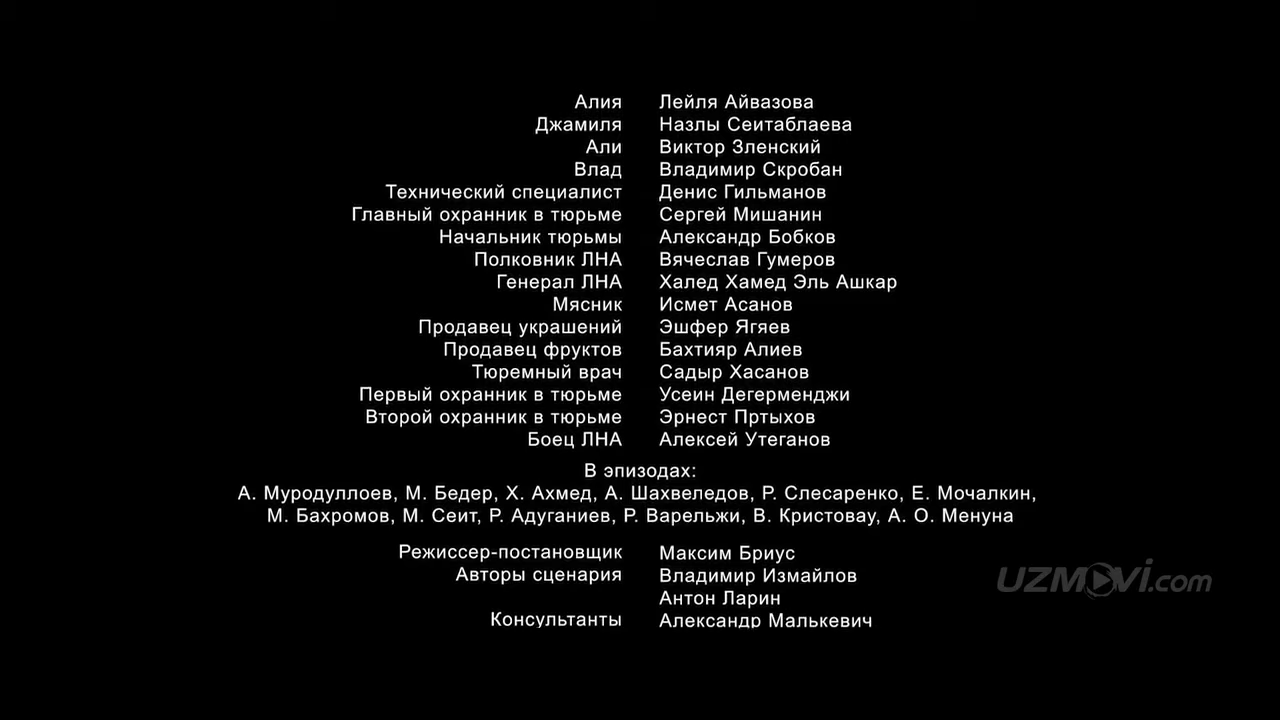 Алия Лейля Айвазова
Джамиля Назлы Сеитаблаева
Али Виктор Зленский
Влад Владимир Скробан
Технический специалист Денис Гильманов
Главный охранник в тюрьме Сергей Мишанин
Начальник тюрьмы Александр Бобков
Полковник ЛНА Вячеслав Гумеров
Генерал ЛНА Халед Хамед Эль Ашкар
Мясник Исмет Асанов
Продавец украшений Эшфер Ягяев
Продавец фруктов Бахтияр Алиев
Тюремный врач Садыр Хасанов
Первый охранник в тюрьме Усеин Дегерменджи
Второй охранник в тюрьме Эрнест Пртыхов
Боец ЛНА Алексей Утеганов
В эпизодах:
А. Муродуллоев, М. Бедер, Х. Ахмед, А. Шахвеледов, Р. Слесаренко, Е. Мочалкин,
М. Бахромов, М. Сеит, Р. Адуганиев, Р. Варельжи, В. Кристовау, А. О. Менуна
Режиссер-постановщик Максим Бриус
Авторы сценария Владимир Измайлов
Антон Ларин
Консультанты Александр Малькевич
UZMOVi.com